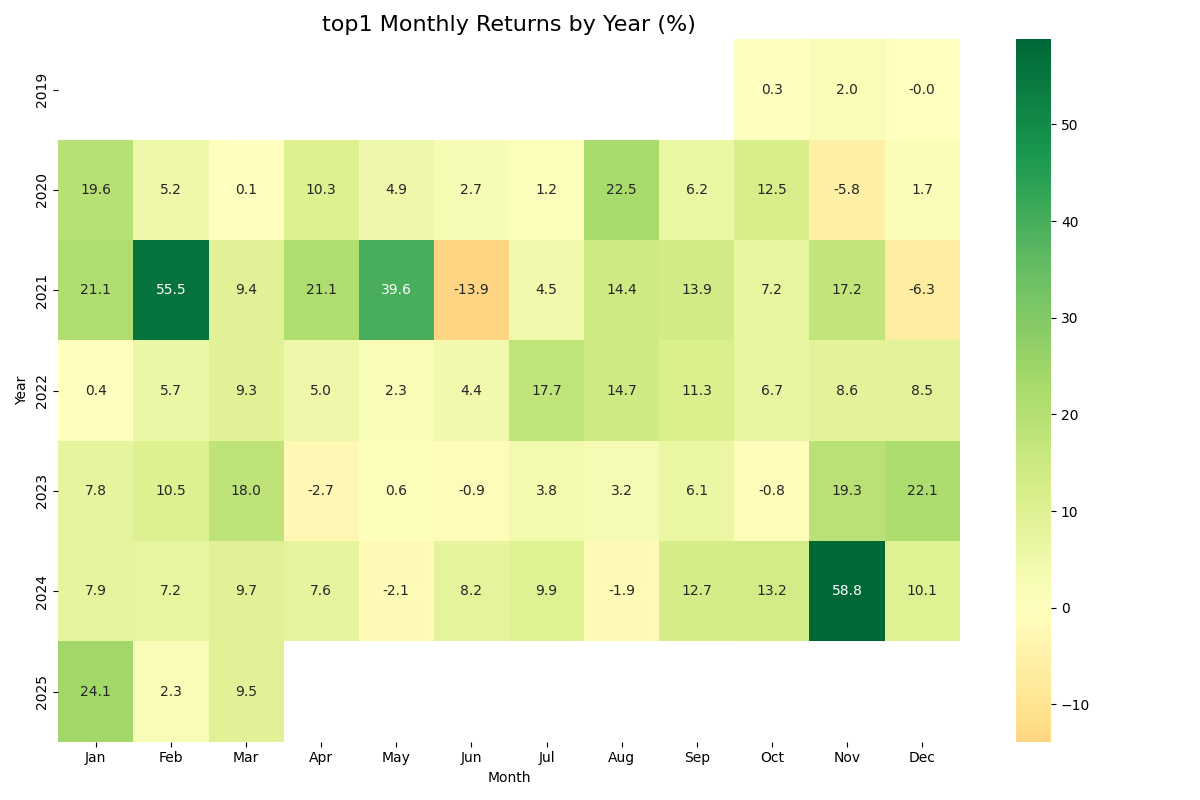 top1 Monthly Returns by Year (%)
2019 0.3 2.0 -0.0
50
2020 19.6 5.2 0.1 10.3 4.9 2.7 1.2 22.5 6.2 12.5 -5.8 1.7
40
2021 21.1 55.5 9.4 21.1 39.6 -13.9 4.5 14.4 13.9 7.2 17.2 -6.3
30
Year
2022 0.4 5.7 9.3 5.0 2.3 4.4 17.7 14.7 11.3 6.7 8.6 8.5
20
2023 7.8 10.5 18.0 -2.7 0.6 -0.9 3.8 3.2 6.1 -0.8 19.3 22.1
10
2024 7.9 7.2 9.7 7.6 -2.1 8.2 9.9 -1.9 12.7 13.2 58.8 10.1
0
2025 24.1 2.3 9.5
−10
Jan Feb Mar Apr May Jun Jul Aug Sep Oct Nov Dec
Month